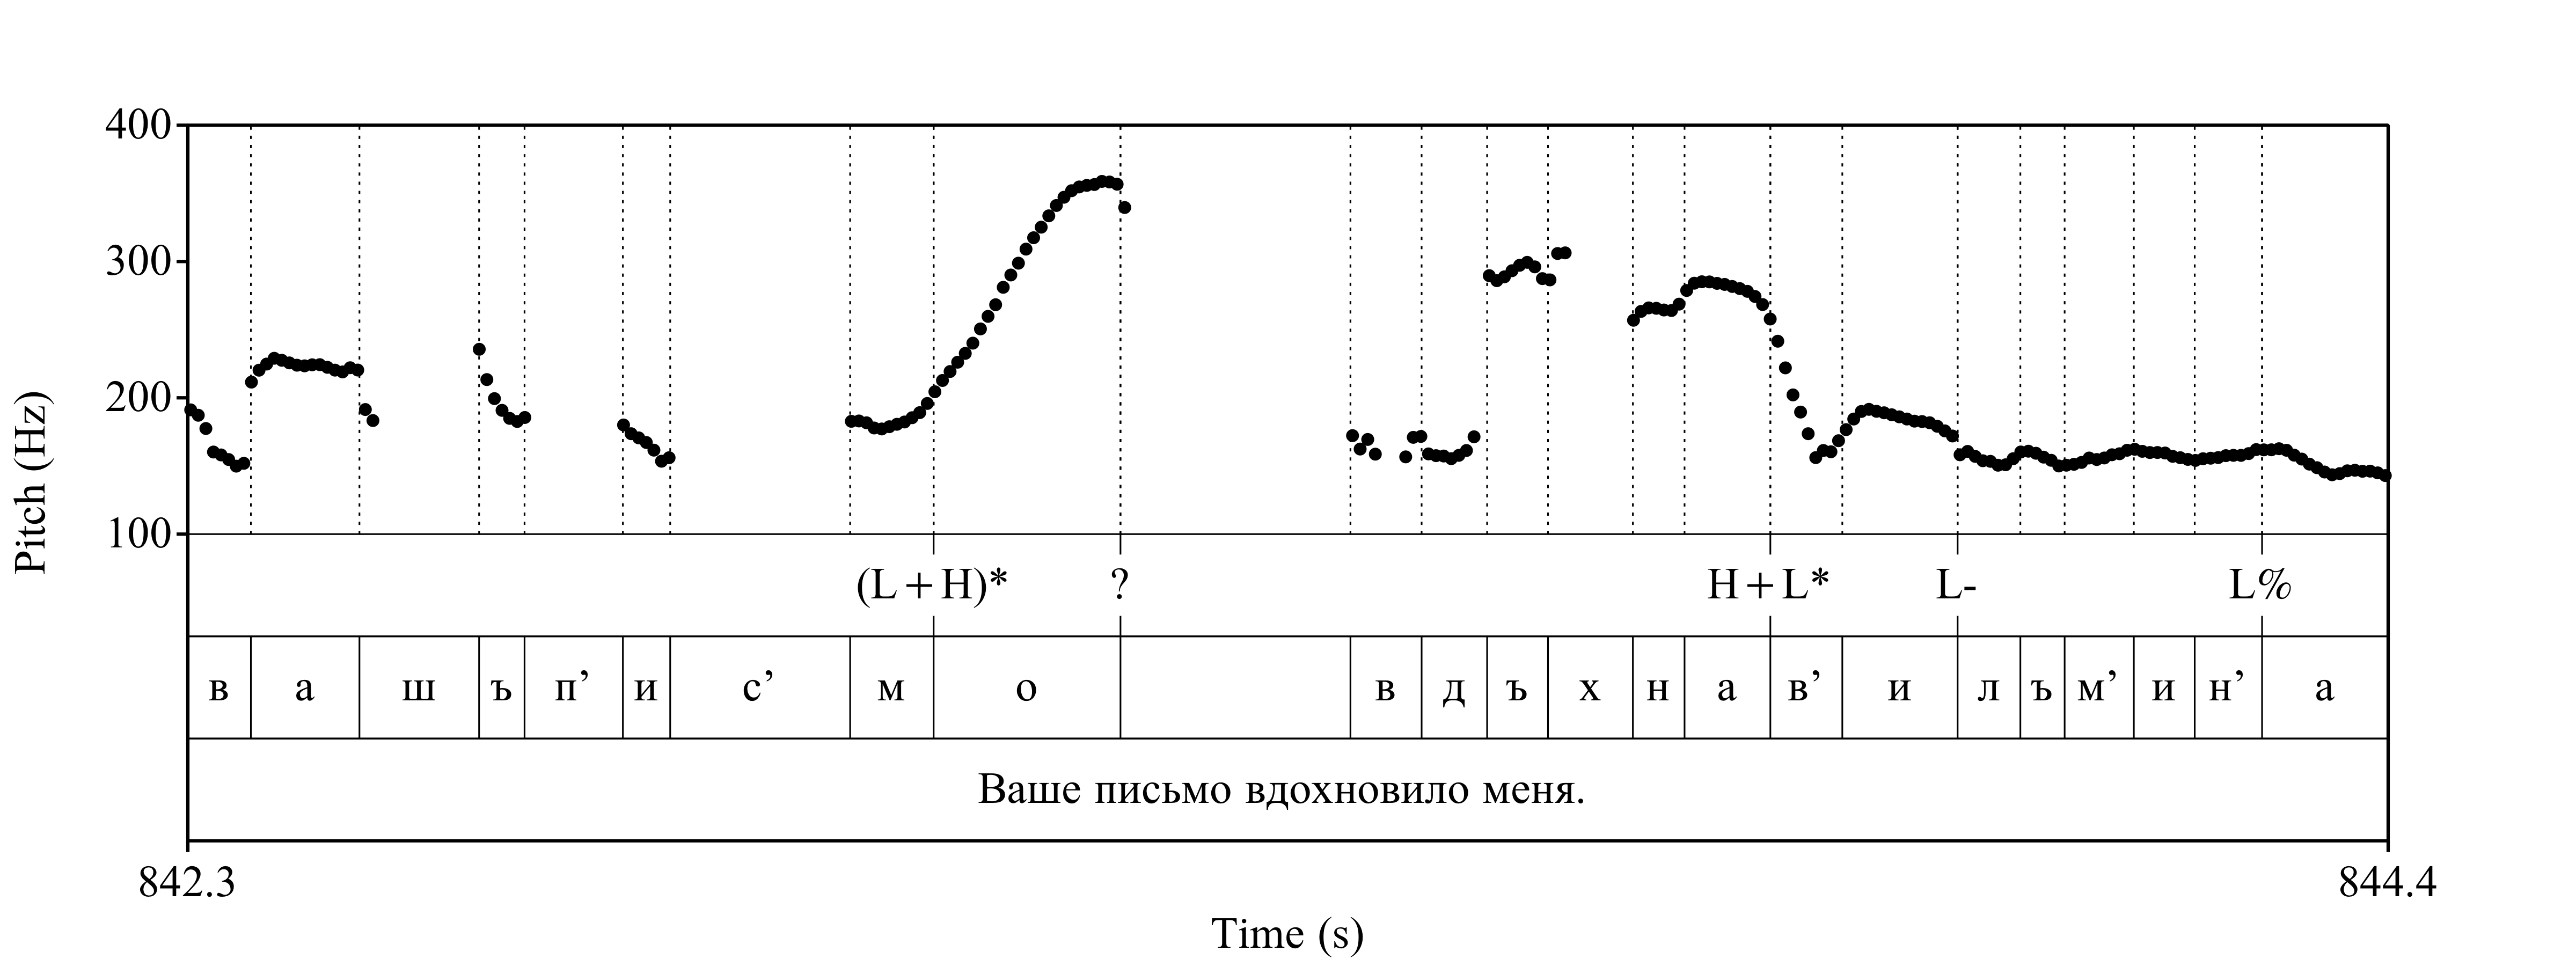 400
300
200
100
Pitch (Hz)
(L+H)* ? H+L* L- L%
в а ш ъ п’ и с’ м о в д ъ х н а в’ и л ъ м’ и н’ а
Ваше письмо вдохновило меня.
842.3 844.4
Time (s)